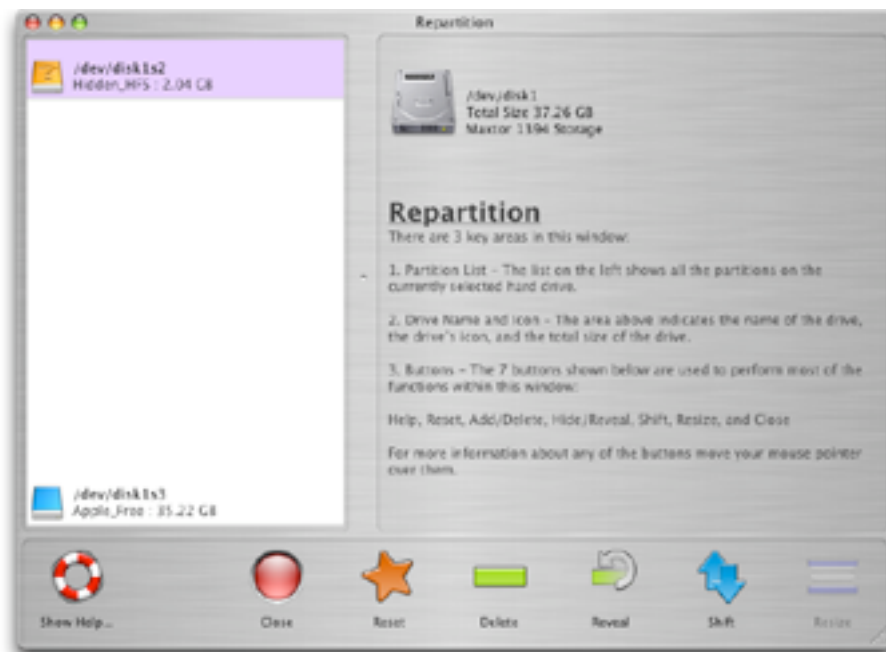 Repartition
/dev/disk1s2
Hidden_HFS : 2.04 GB
/dev/disk1s3
Apple_Free : 35.22 GB
/dev/disk1
Total Size 37.26 GB
Maxtor 1394 Storage
Repartition
There are 3 key areas in this window:
1. Partition List – The list on the left shows all the partitions on the
currently selected hard drive.
2. Drive Name and Icon – The area above indicates the name of the drive,
the drive's icon, and the total size of the drive.
3. Buttons – The 7 buttons shown below are used to perform most of the
functions within this window:
Help, Reset, Add/Delete, Hide/Reveal, Shift, Resize, and Close
For more information about any of the buttons move your mouse pointer
over them.
Show Help...
Close
Reset
Delete
Reveal
Shift
Resize